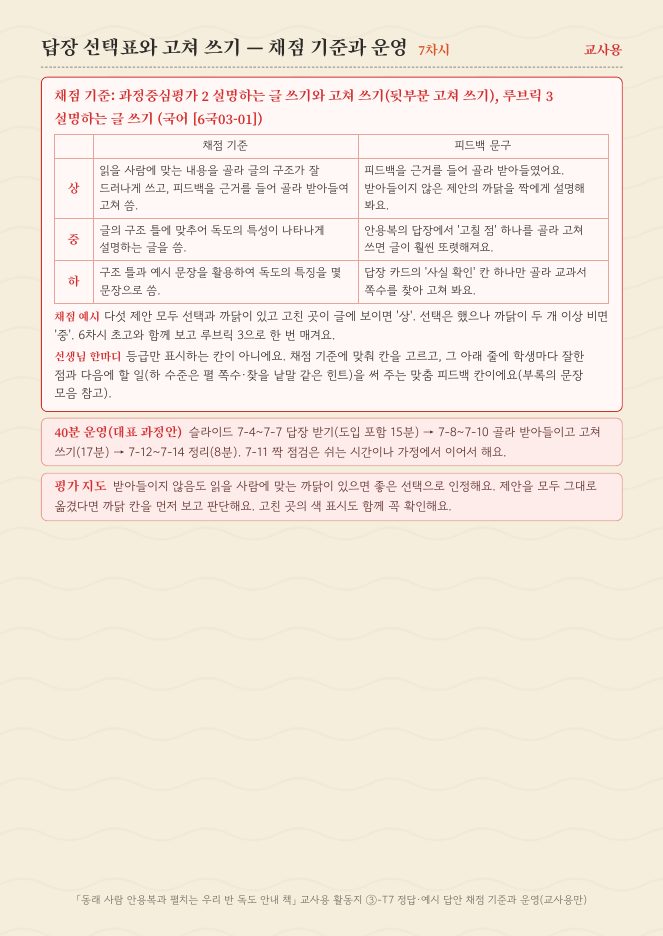 답장 선택표와 고쳐 쓰기 — 채점 기준과 운영 7차시 교사용
채점 기준: 과정중심평가 2 설명하는 글 쓰기와 고쳐 쓰기(뒷부분 고쳐 쓰기), 루브릭 3
설명하는 글 쓰기 (국어 [6국03-01])
채점 기준 피드백 문구
상
읽을 사람에 맞는 내용을 골라 글의 구조가 잘
드러나게 쓰고, 피드백을 근거를 들어 골라 받아들여
고쳐 씀.
피드백을 근거를 들어 골라 받아들였어요.
받아들이지 않은 제안의 까닭을 짝에게 설명해
봐요.
중
글의 구조 틀에 맞추어 독도의 특성이 나타나게
설명하는 글을 씀.
안용복의 답장에서 '고칠 점' 하나를 골라 고쳐
쓰면 글이 훨씬 또렷해져요.
하
구조 틀과 예시 문장을 활용하여 독도의 특징을 몇
문장으로 씀.
답장 카드의 '사실 확인' 칸 하나만 골라 교과서
쪽수를 찾아 고쳐 봐요.
채점 예시 다섯 제안 모두 선택과 까닭이 있고 고친 곳이 글에 보이면 '상'. 선택은 했으나 까닭이 두 개 이상 비면
'중'. 6차시 초고와 함께 보고 루브릭 3으로 한 번 매겨요.
선생님 한마디 등급만 표시하는 칸이 아니에요. 채점 기준에 맞춰 칸을 고르고, 그 아래 줄에 학생마다 잘한
점과 다음에 할 일(하 수준은 펼 쪽수·찾을 낱말 같은 힌트)을 써 주는 맞춤 피드백 칸이에요(부록의 문장
모음 참고).
40분 운영(대표 과정안) 슬라이드 7-4~7-7 답장 받기(도입 포함 15분) → 7-8~7-10 골라 받아들이고 고쳐
쓰기(17분) → 7-12~7-14 정리(8분). 7-11 짝 점검은 쉬는 시간이나 가정에서 이어서 해요.
평가 지도 받아들이지 않음도 읽을 사람에 맞는 까닭이 있으면 좋은 선택으로 인정해요. 제안을 모두 그대로
옮겼다면 까닭 칸을 먼저 보고 판단해요. 고친 곳의 색 표시도 함께 꼭 확인해요.
「동래 사람 안용복과 펼치는 우리 반 독도 안내 책」 교사용 활동지 ③-T7 정답·예시 답안 채점 기준과 운영(교사용만)